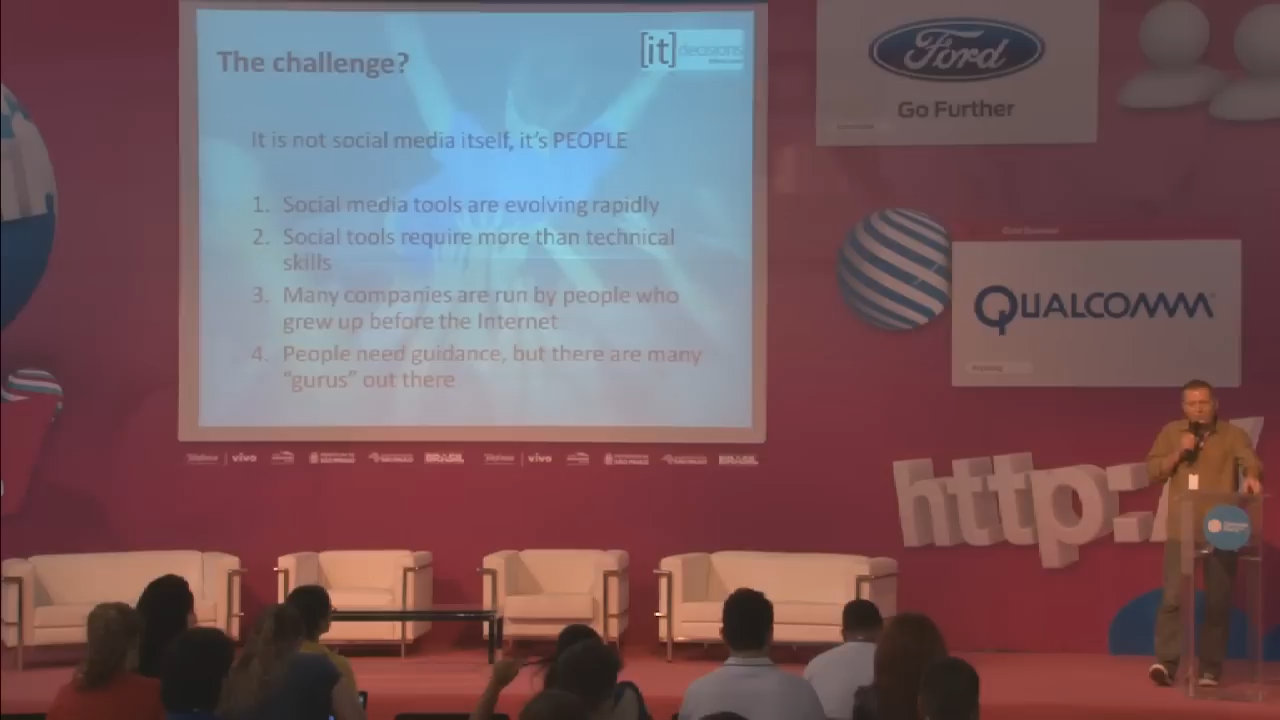 The challenge?
[it] decisions
It is not social media itself, it's PEOPLE
1. Social media tools are evolving rapidly
2. Social tools require more than technical
skills
3. Many companies are run by people who
grew up before the Internet
4. People need guidance, but there are many
"gurus" out there
Ford
Go Further
QUALCOMM
vivo
BRASIL
vivo
BRASIL
http:/